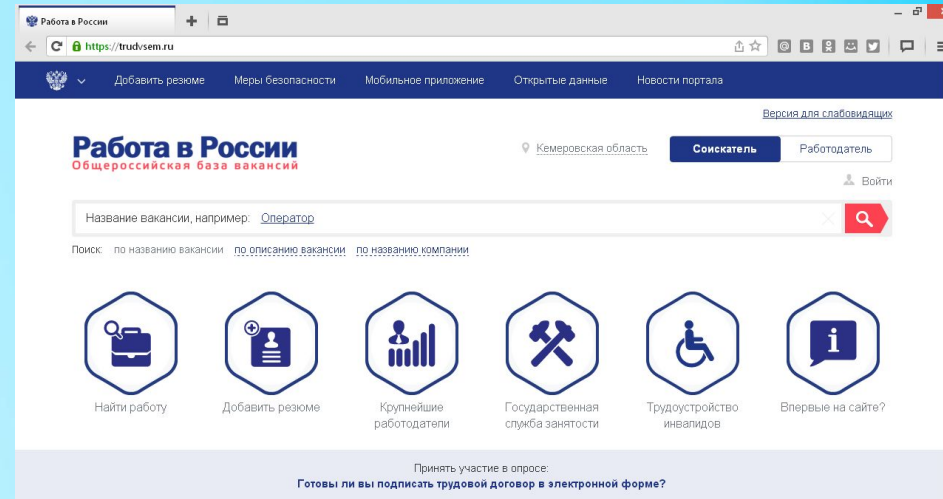 Работа в России
https://trudvsem.ru
Добавить резюме Меры безопасности Мобильное приложение Открытые данные Новости портала
Версия для слабовидящих
Работа в России
Общероссийская база вакансий
Кемеровская область Соискатель Работодатель
Войти
Название вакансии, например: Оператор
Поиск: по названию вакансии по описанию вакансии по названию компании
Найти работу Добавить резюме Крупнейшие работодатели Государственная служба занятости Трудоустройство инвалидов Впервые на сайте?
Принять участие в опросе:
Готовы ли вы подписать трудовой договор в электронной форме?